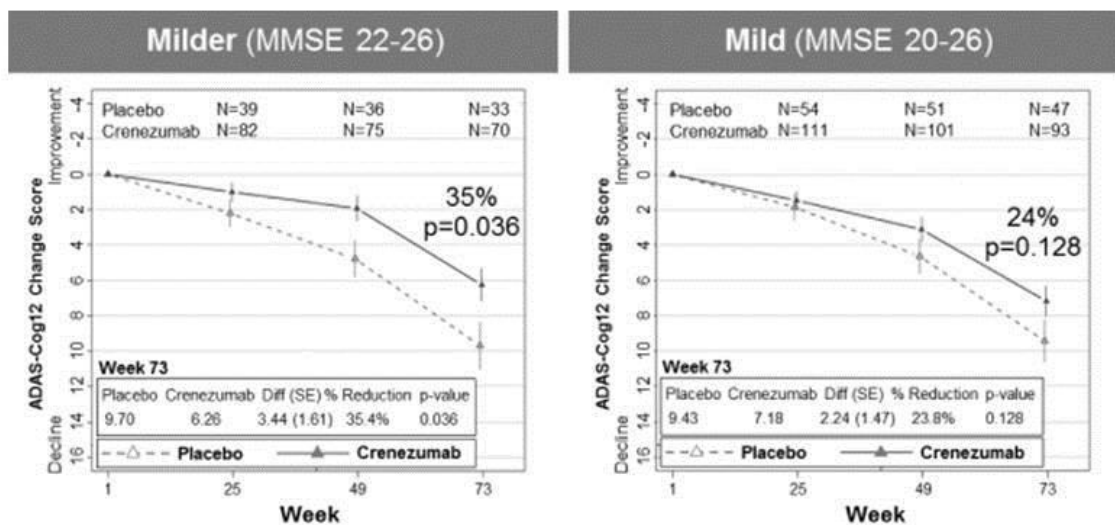 Milder (MMSE 22-26)
Placebo N=39 N=36 N=33
Crenezumab N=82 N=75 N=70
Improvement
ADAS-Cog12 Change Score
Decline
-4
-2
0
2
4
6
8
10
12
14
16
35%
p=0.036
Week 73
Placebo Crenezumab Diff (SE) % Reduction p-value
9.70 6.26 3.44 (1.61) 35.4% 0.036
Placebo Crenezumab
1 25 49 73
Week
Mild (MMSE 20-26)
Placebo N=54 N=51 N=47
Crenezumab N=111 N=101 N=93
Improvement
ADAS-Cog12 Change Score
Decline
-4
-2
0
2
4
6
8
10
12
14
16
24%
p=0.128
Week 73
Placebo Crenezumab Diff (SE) % Reduction p-value
9.43 7.18 2.24 (1.47) 23.8% 0.128
Placebo Crenezumab
1 25 49 73
Week